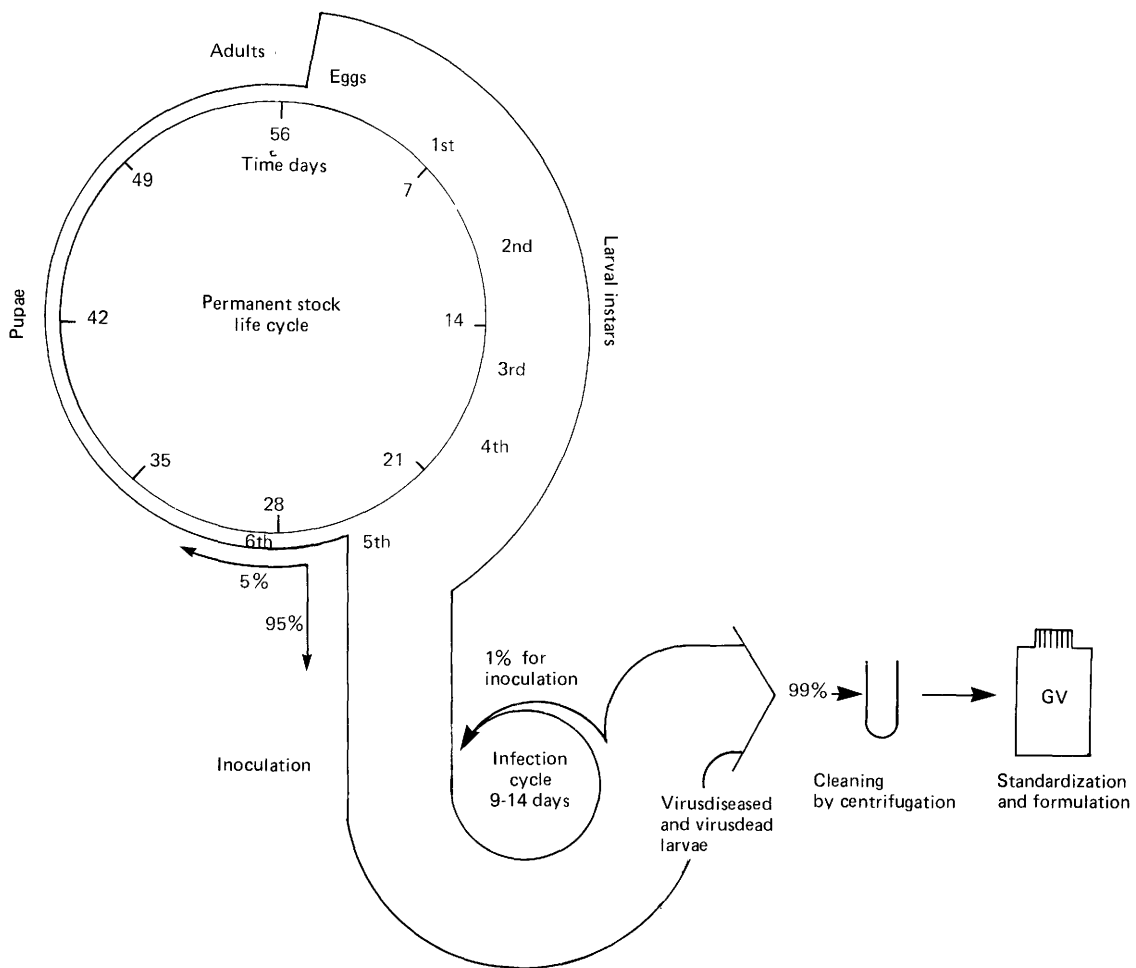 Adults
Eggs
56
Time days
1st
7
49
2nd
Larval instars
Pupae
42
Permanent stock
life cycle
14
3rd
4th
35
21
28
6th
5th
5%
95%
1% for
inoculation
99%
GV
Inoculation
Infection
cycle
9-14 days
Virusdiseased
and virusdead
larvae
Cleaning
by centrifugation
Standardization
and formulation